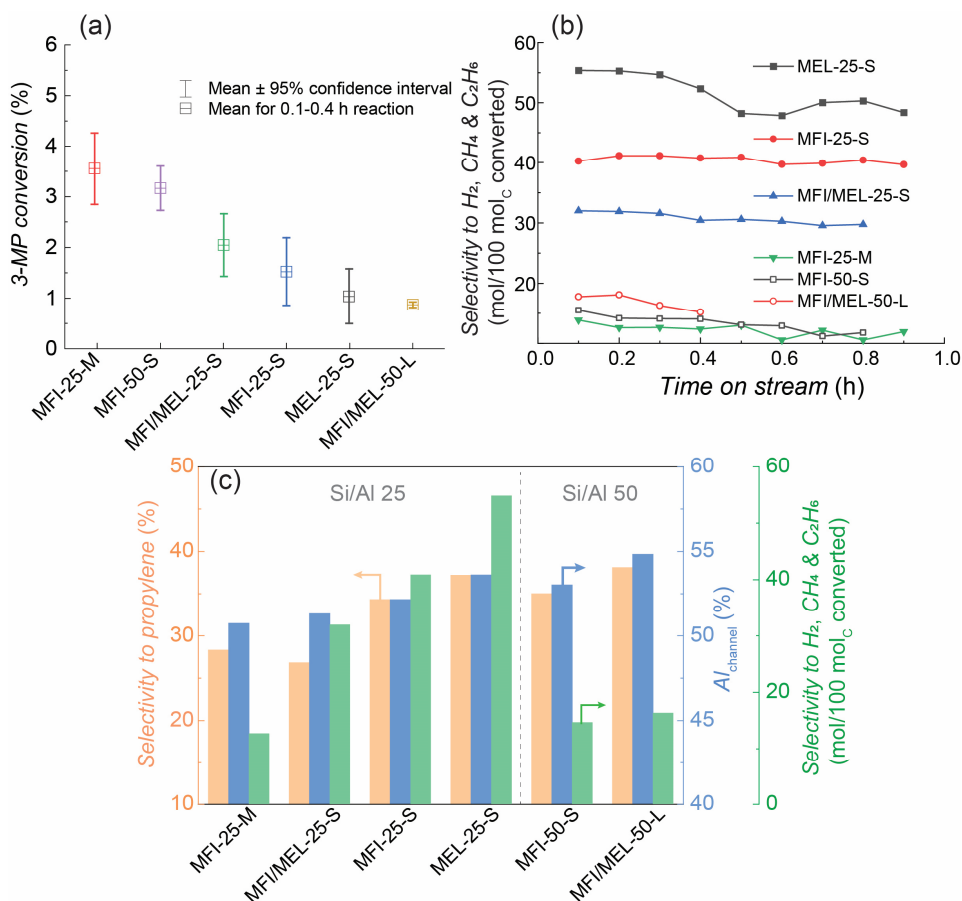 (a)
3-MP conversion (%)
6
5
4
3
2
1
0
Mean ± 95% confidence interval
Mean for 0.1-0.4 h reaction
MFI-25-M
MFI-50-S
MFI/MEL-25-S
MFI-25-S
MEL-25-S
MFI/MEL-50-L
(b)
Selectivity to H₂, CH₄ & C₂H₆
(mol/100 mol_C converted)
60
50
40
30
20
MEL-25-S
MFI-25-S
MFI/MEL-25-S
MFI-25-M
MFI-50-S
MFI/MEL-50-L
0.0
0.2
0.4
0.6
0.8
1.0
Time on stream (h)
(c)
Selectivity to propylene (%)
50
40
30
20
10
Si/Al 25
Si/Al 50
60
55
50
45
40
Al_channel (%)
60
40
20
0
Selectivity to H₂, CH₄ & C₂H₆
(mol/100 mol_C converted)
MFI-25-M
MFI/MEL-25-S
MFI-25-S
MEL-25-S
MFI-50-S
MFI/MEL-50-L